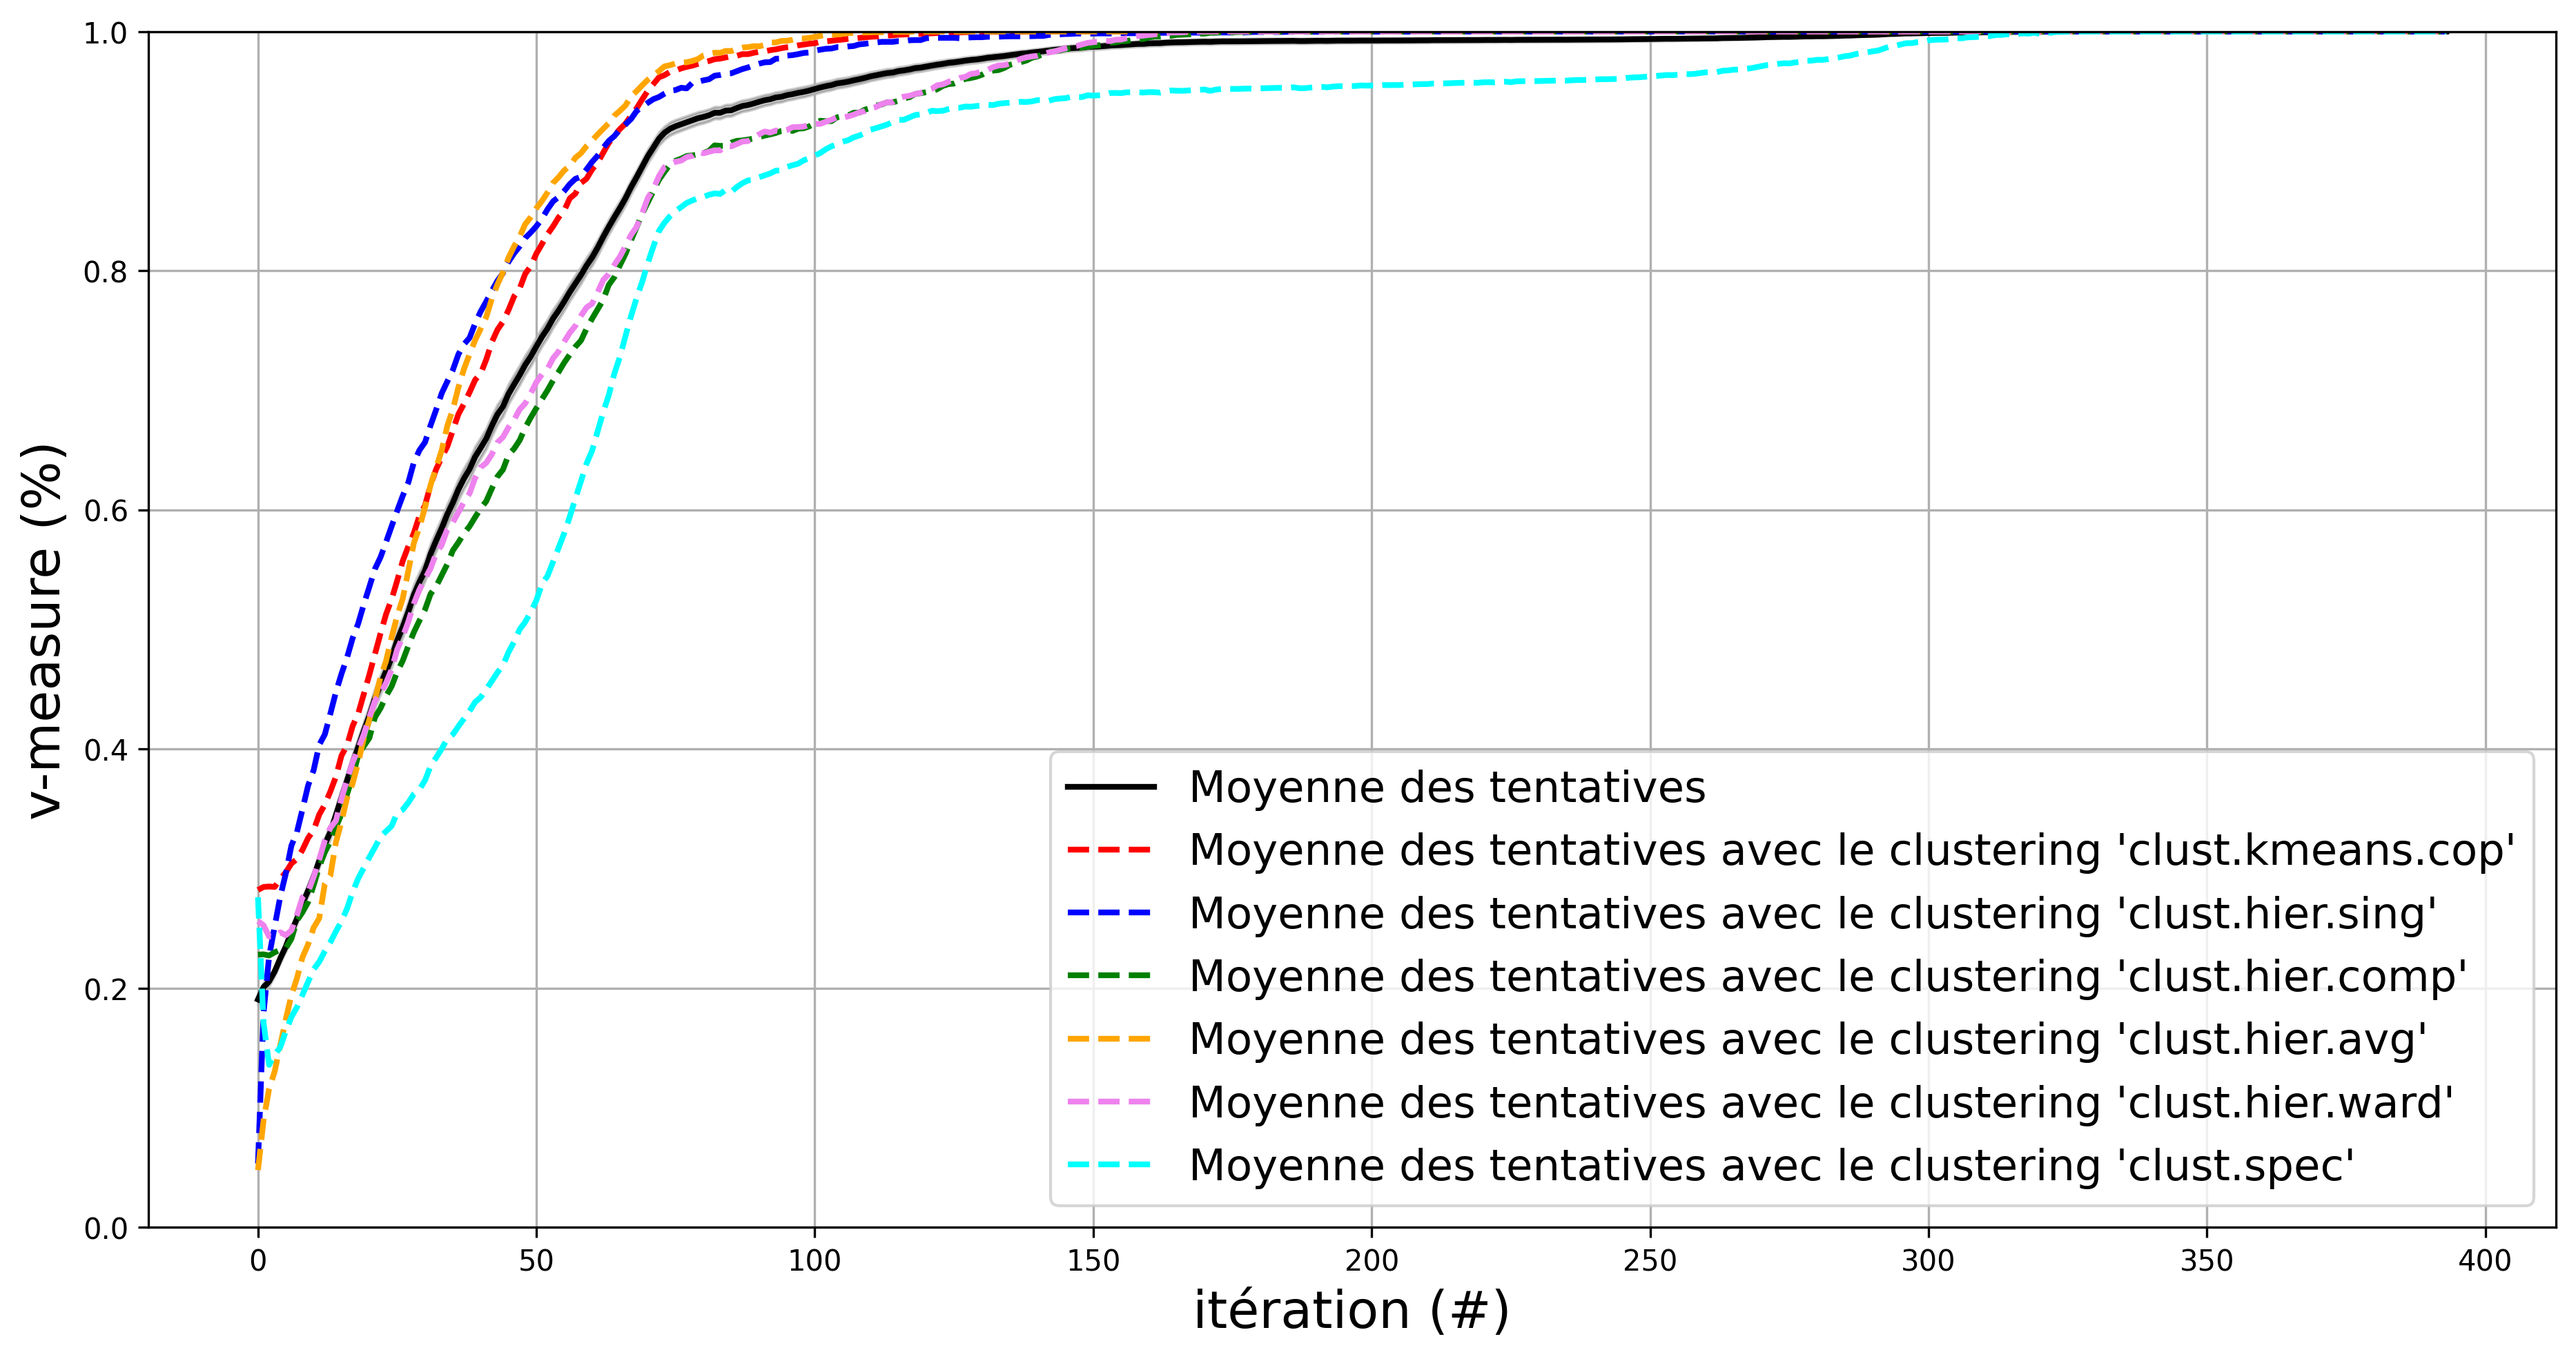 1.0
0.8
0.6
0.4
0.2
0.0
v-measure (%)
0 50 100 150 200 250 300 350 400
itération (#)
Moyenne des tentatives
Moyenne des tentatives avec le clustering 'clust.kmeans.cop'
Moyenne des tentatives avec le clustering 'clust.hier.sing'
Moyenne des tentatives avec le clustering 'clust.hier.comp'
Moyenne des tentatives avec le clustering 'clust.hier.avg'
Moyenne des tentatives avec le clustering 'clust.hier.ward'
Moyenne des tentatives avec le clustering 'clust.spec'